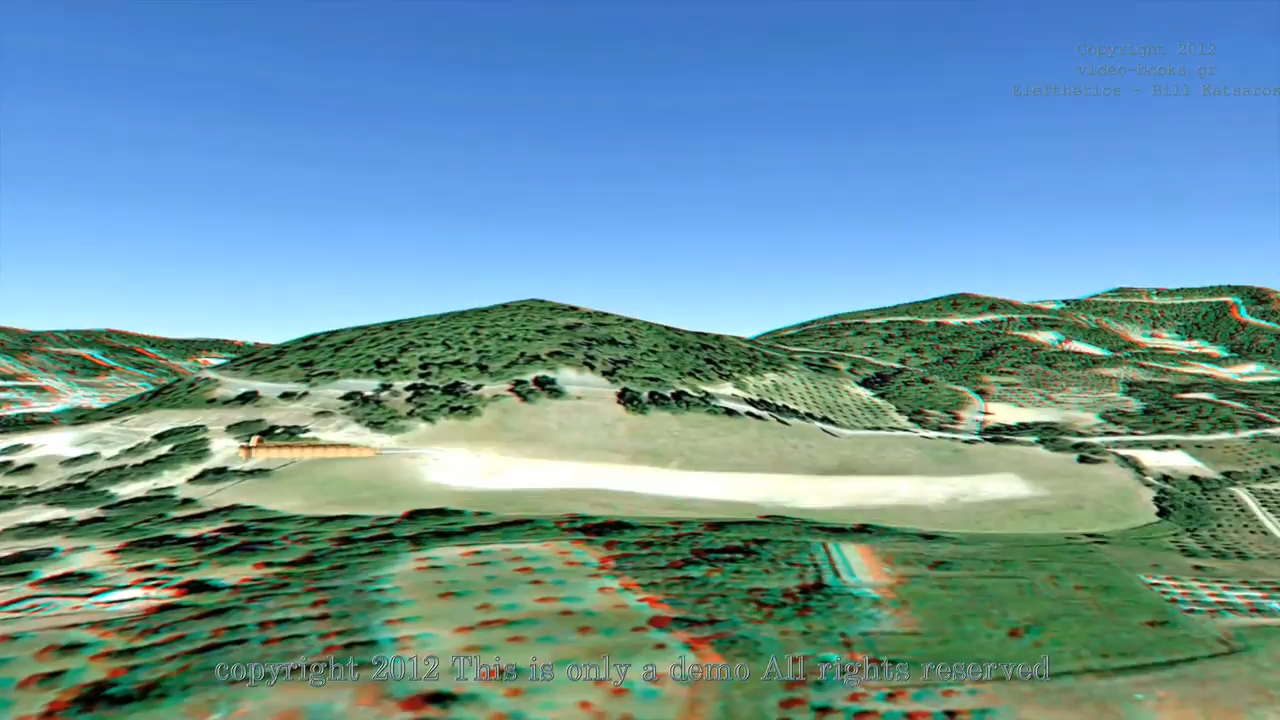 Copyright 2012
video-books.gr
Eleftherios - Bill Katsaros
copyright 2012 This is only a demo All rights reserved